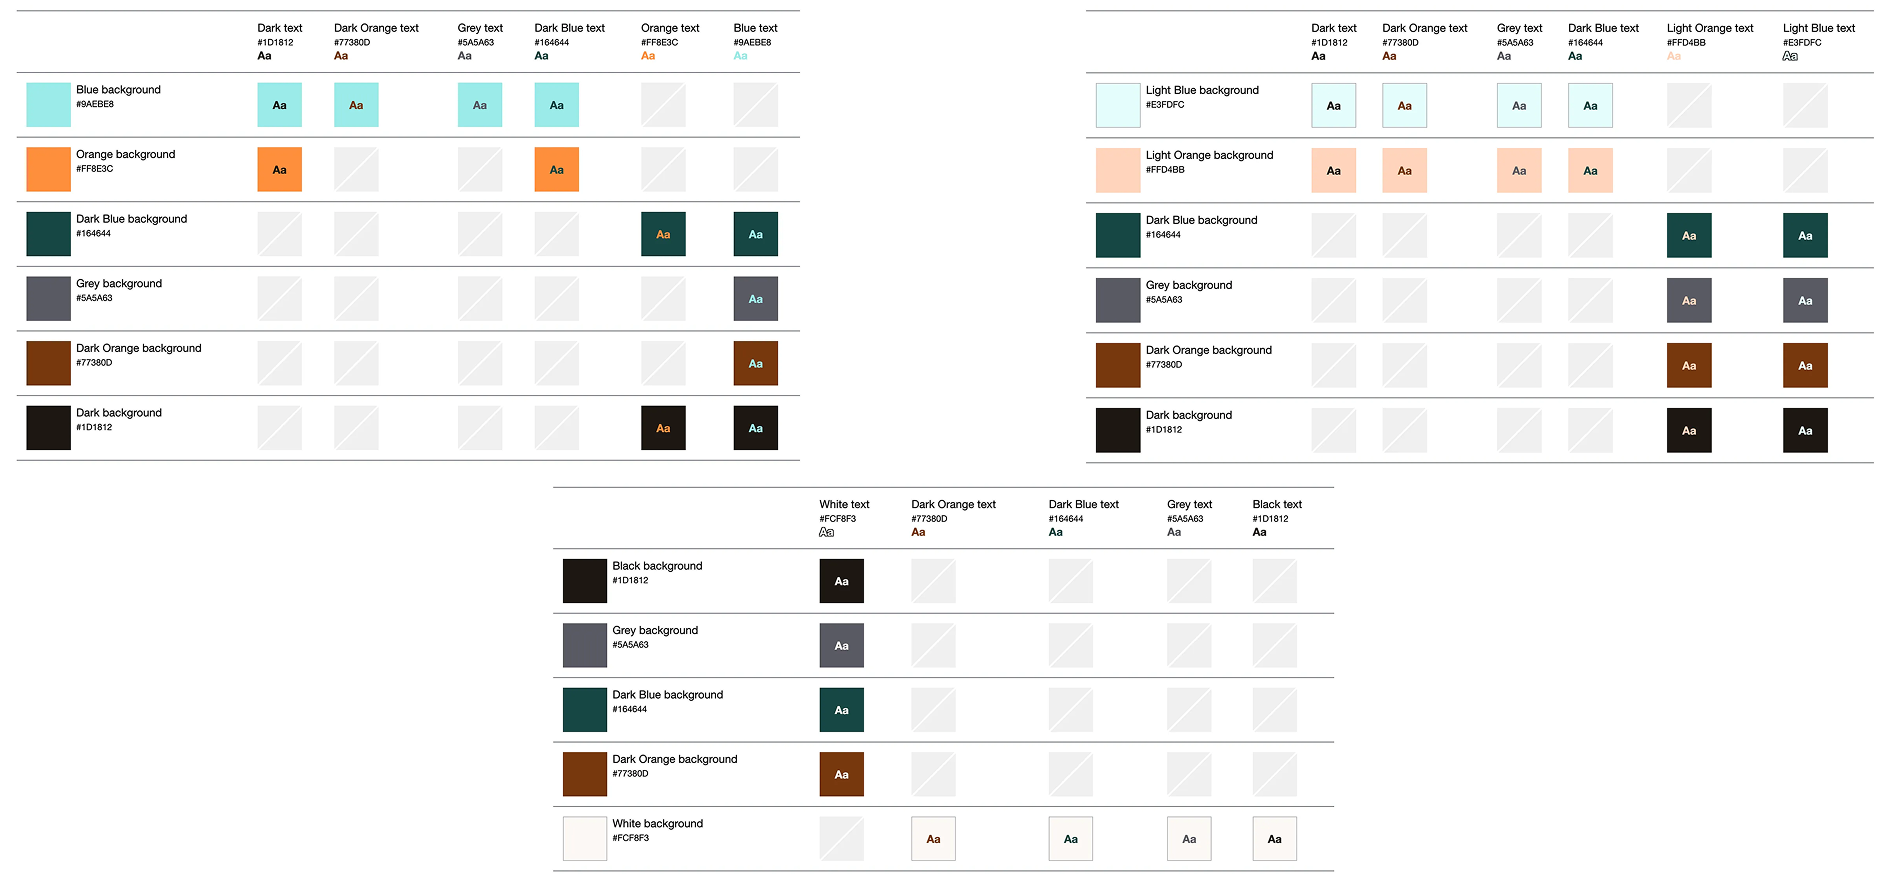 Dark text
#1D1812
Aa
Dark Orange text
#77380D
Aa
Grey text
#5A5A63
Aa
Dark Blue text
#164644
Aa
Orange text
#FF8E3C
Aa
Blue text
#9AEBE8
Aa
Blue background
#9AEBE8
Aa Aa Aa Aa
Orange background
#FF8E3C
Aa Aa
Dark Blue background
#164644
Aa Aa
Grey background
#5A5A63
Aa
Dark Orange background
#77380D
Aa
Dark background
#1D1812
Aa Aa
Dark text
#1D1812
Aa
Dark Orange text
#77380D
Aa
Grey text
#5A5A63
Aa
Dark Blue text
#164644
Aa
Light Orange text
#FFD4BB
Aa
Light Blue text
#E3FDFC
Aa
Light Blue background
#E3FDFC
Aa Aa Aa Aa
Light Orange background
#FFD4BB
Aa Aa Aa Aa
Dark Blue background
#164644
Aa Aa
Grey background
#5A5A63
Aa Aa
Dark Orange background
#77380D
Aa Aa
Dark background
#1D1812
Aa Aa
White text
#FCF8F3
Aa
Dark Orange text
#77380D
Aa
Dark Blue text
#164644
Aa
Grey text
#5A5A63
Aa
Black text
#1D1812
Aa
Black background
#1D1812
Aa
Grey background
#5A5A63
Aa
Dark Blue background
#164644
Aa
Dark Orange background
#77380D
Aa
White background
#FCF8F3
Aa Aa Aa Aa